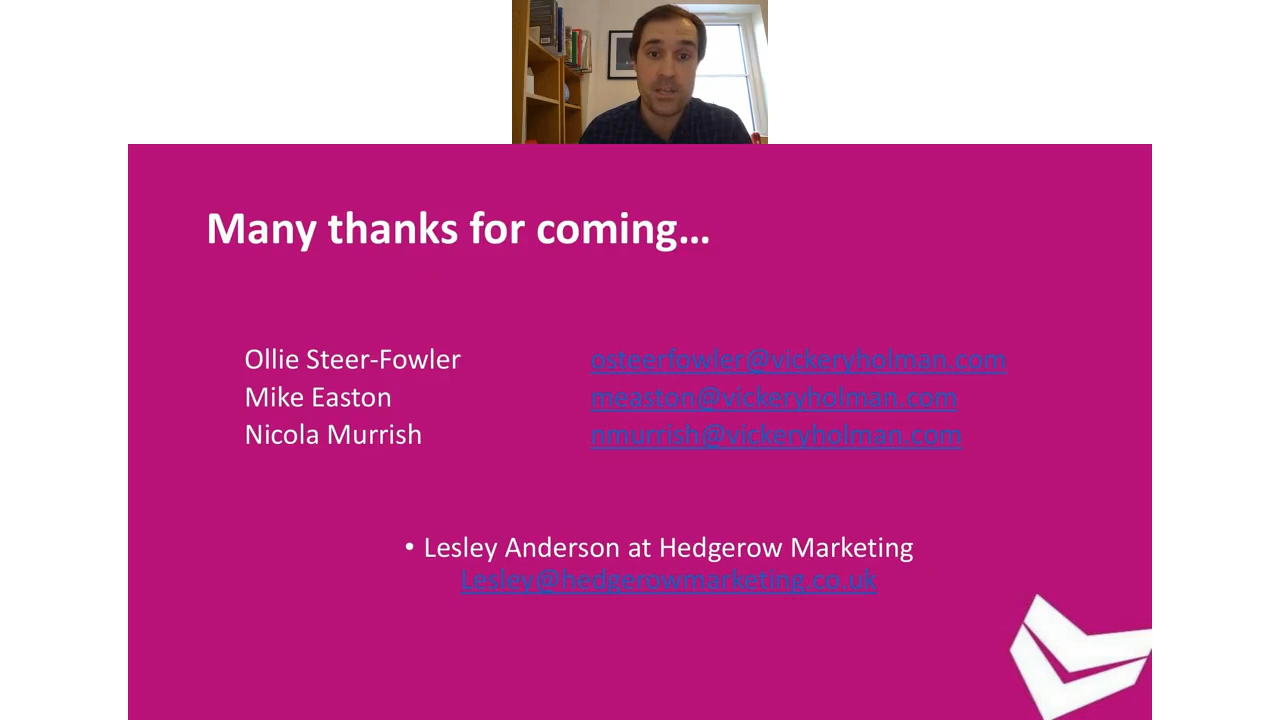 Many thanks for coming...
Ollie Steer-Fowler osteerfowler@vickeryholman.com
Mike Easton measton@vickeryholman.com
Nicola Murrish nmurrish@vickeryholman.com
• Lesley Anderson at Hedgerow Marketing
Lesley@hedgerowmarketing.co.uk